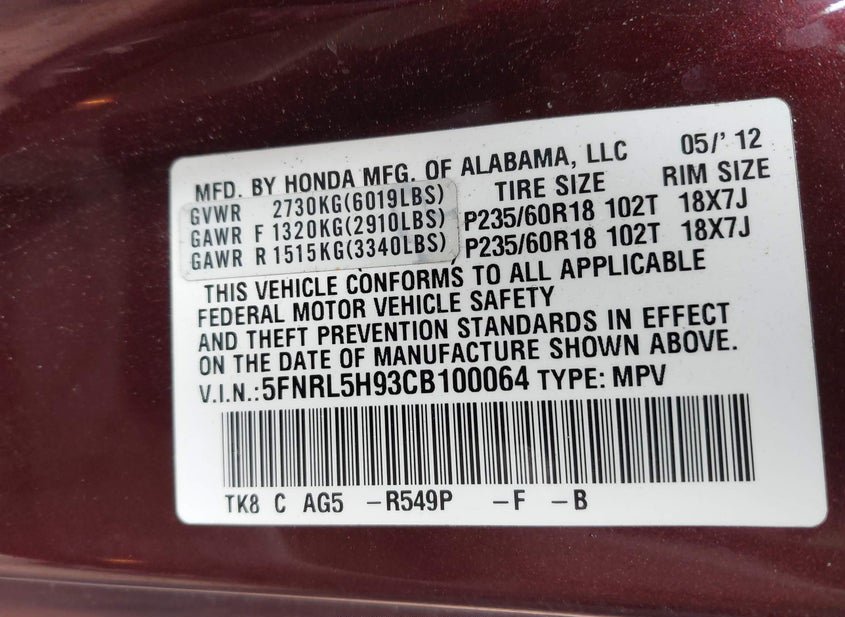 MFD. BY HONDA MFG. OF ALABAMA, LLC 05/' 12
TIRE SIZE RIM SIZE
GVWR 2730KG(6019LBS)
GAWR F 1320KG(2910LBS) P235/60R18 102T 18X7J
GAWR R 1515KG(3340LBS) P235/60R18 102T 18X7J
THIS VEHICLE CONFORMS TO ALL APPLICABLE
FEDERAL MOTOR VEHICLE SAFETY
AND THEFT PREVENTION STANDARDS IN EFFECT
ON THE DATE OF MANUFACTURE SHOWN ABOVE.
V.I.N.:5FNRL5H93CB100064 TYPE: MPV
TK8 C AG5 -R549P -F -B